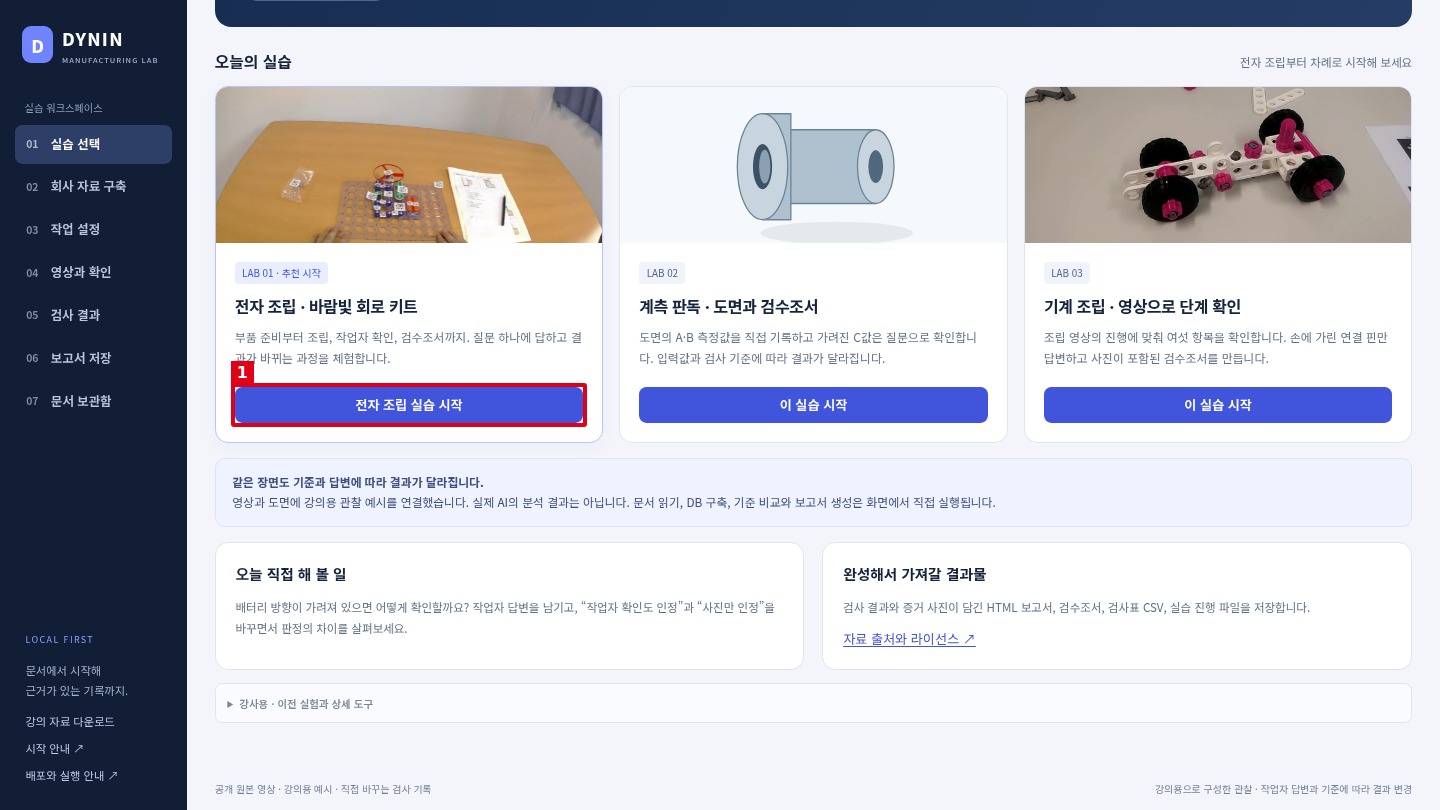 D
DYNIN
MANUFACTURING LAB
실습 워크스페이스
01 실습 선택
02 회사 자료 구축
03 작업 설정
04 영상과 확인
05 검사 결과
06 보고서 저장
07 문서 보관함
LOCAL FIRST
문서에서 시작해
근거가 있는 기록까지.
강의 자료 다운로드
시작 안내 ↗
배포와 실행 안내 ↗
오늘의 실습
전자 조립부터 차례로 시작해 보세요
LAB 01 · 추천 시작
전자 조립 · 바람빛 회로 키트
부품 준비부터 조립, 작업자 확인, 검수조서까지. 질문 하나에 답하고 결
과가 바뀌는 과정을 체험합니다.
1
전자 조립 실습 시작
LAB 02
계측 판독 · 도면과 검수조서
도면의 A·B 측정값을 직접 기록하고 가려진 C값은 질문으로 확인합니
다. 입력값과 검사 기준에 따라 결과가 달라집니다.
이 실습 시작
LAB 03
기계 조립 · 영상으로 단계 확인
조립 영상의 진행에 맞춰 여섯 항목을 확인합니다. 손에 가린 연결 핀만
답변하고 사진이 포함된 검수조서를 만듭니다.
이 실습 시작
같은 장면도 기준과 답변에 따라 결과가 달라집니다.
영상과 도면에 강의용 관찰 예시를 연결했습니다. 실제 AI의 분석 결과는 아닙니다. 문서 읽기, DB 구축, 기준 비교와 보고서 생성은 화면에서 직접 실행됩니다.
오늘 직접 해 볼 일
배터리 방향이 가려져 있으면 어떻게 확인할까요? 작업자 답변을 남기고, “작업자 확인도 인정”과 “사진만 인정”을
바꾸면서 판정의 차이를 살펴보세요.
완성해서 가져갈 결과물
검사 결과와 증거 사진이 담긴 HTML 보고서, 검수조서, 검사표 CSV, 실습 진행 파일을 저장합니다.
자료 출처와 라이선스 ↗
▶ 강사용 · 이전 실험과 상세 도구
공개 원본 영상 · 강의용 예시 · 직접 바꾸는 검사 기록
강의용으로 구성한 관찰 · 작업자 답변과 기준에 따라 결과 변경